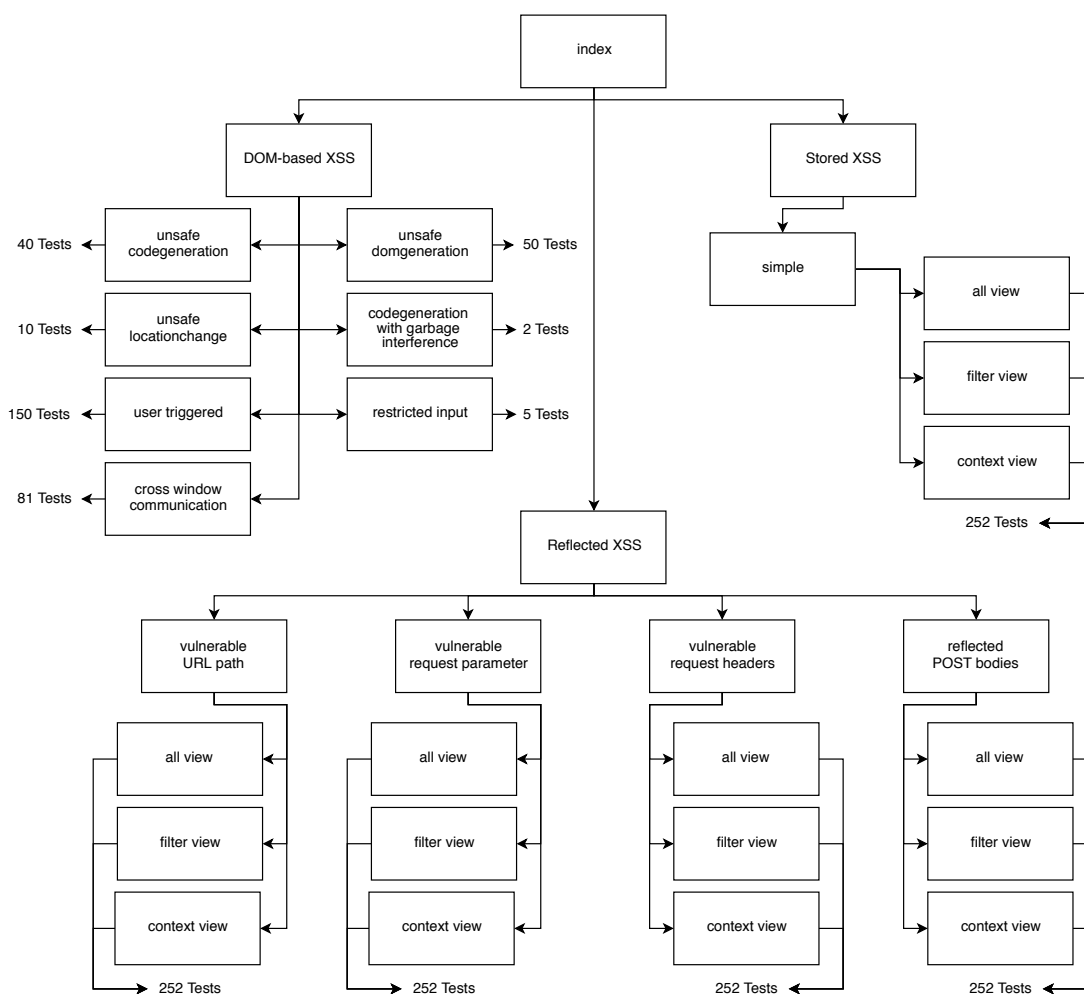 index
DOM-based XSS
Stored XSS
40 Tests
unsafe
codegeneration
unsafe
domgeneration
50 Tests
simple
all view
10 Tests
unsafe
locationchange
codegeneration
with garbage
interference
2 Tests
filter view
150 Tests
user triggered
restricted input
5 Tests
context view
81 Tests
cross window
communication
252 Tests
Reflected XSS
vulnerable
URL path
vulnerable
request parameter
vulnerable
request headers
reflected
POST bodies
all view
all view
all view
all view
filter view
filter view
filter view
filter view
context view
context view
context view
context view
252 Tests
252 Tests
252 Tests
252 Tests